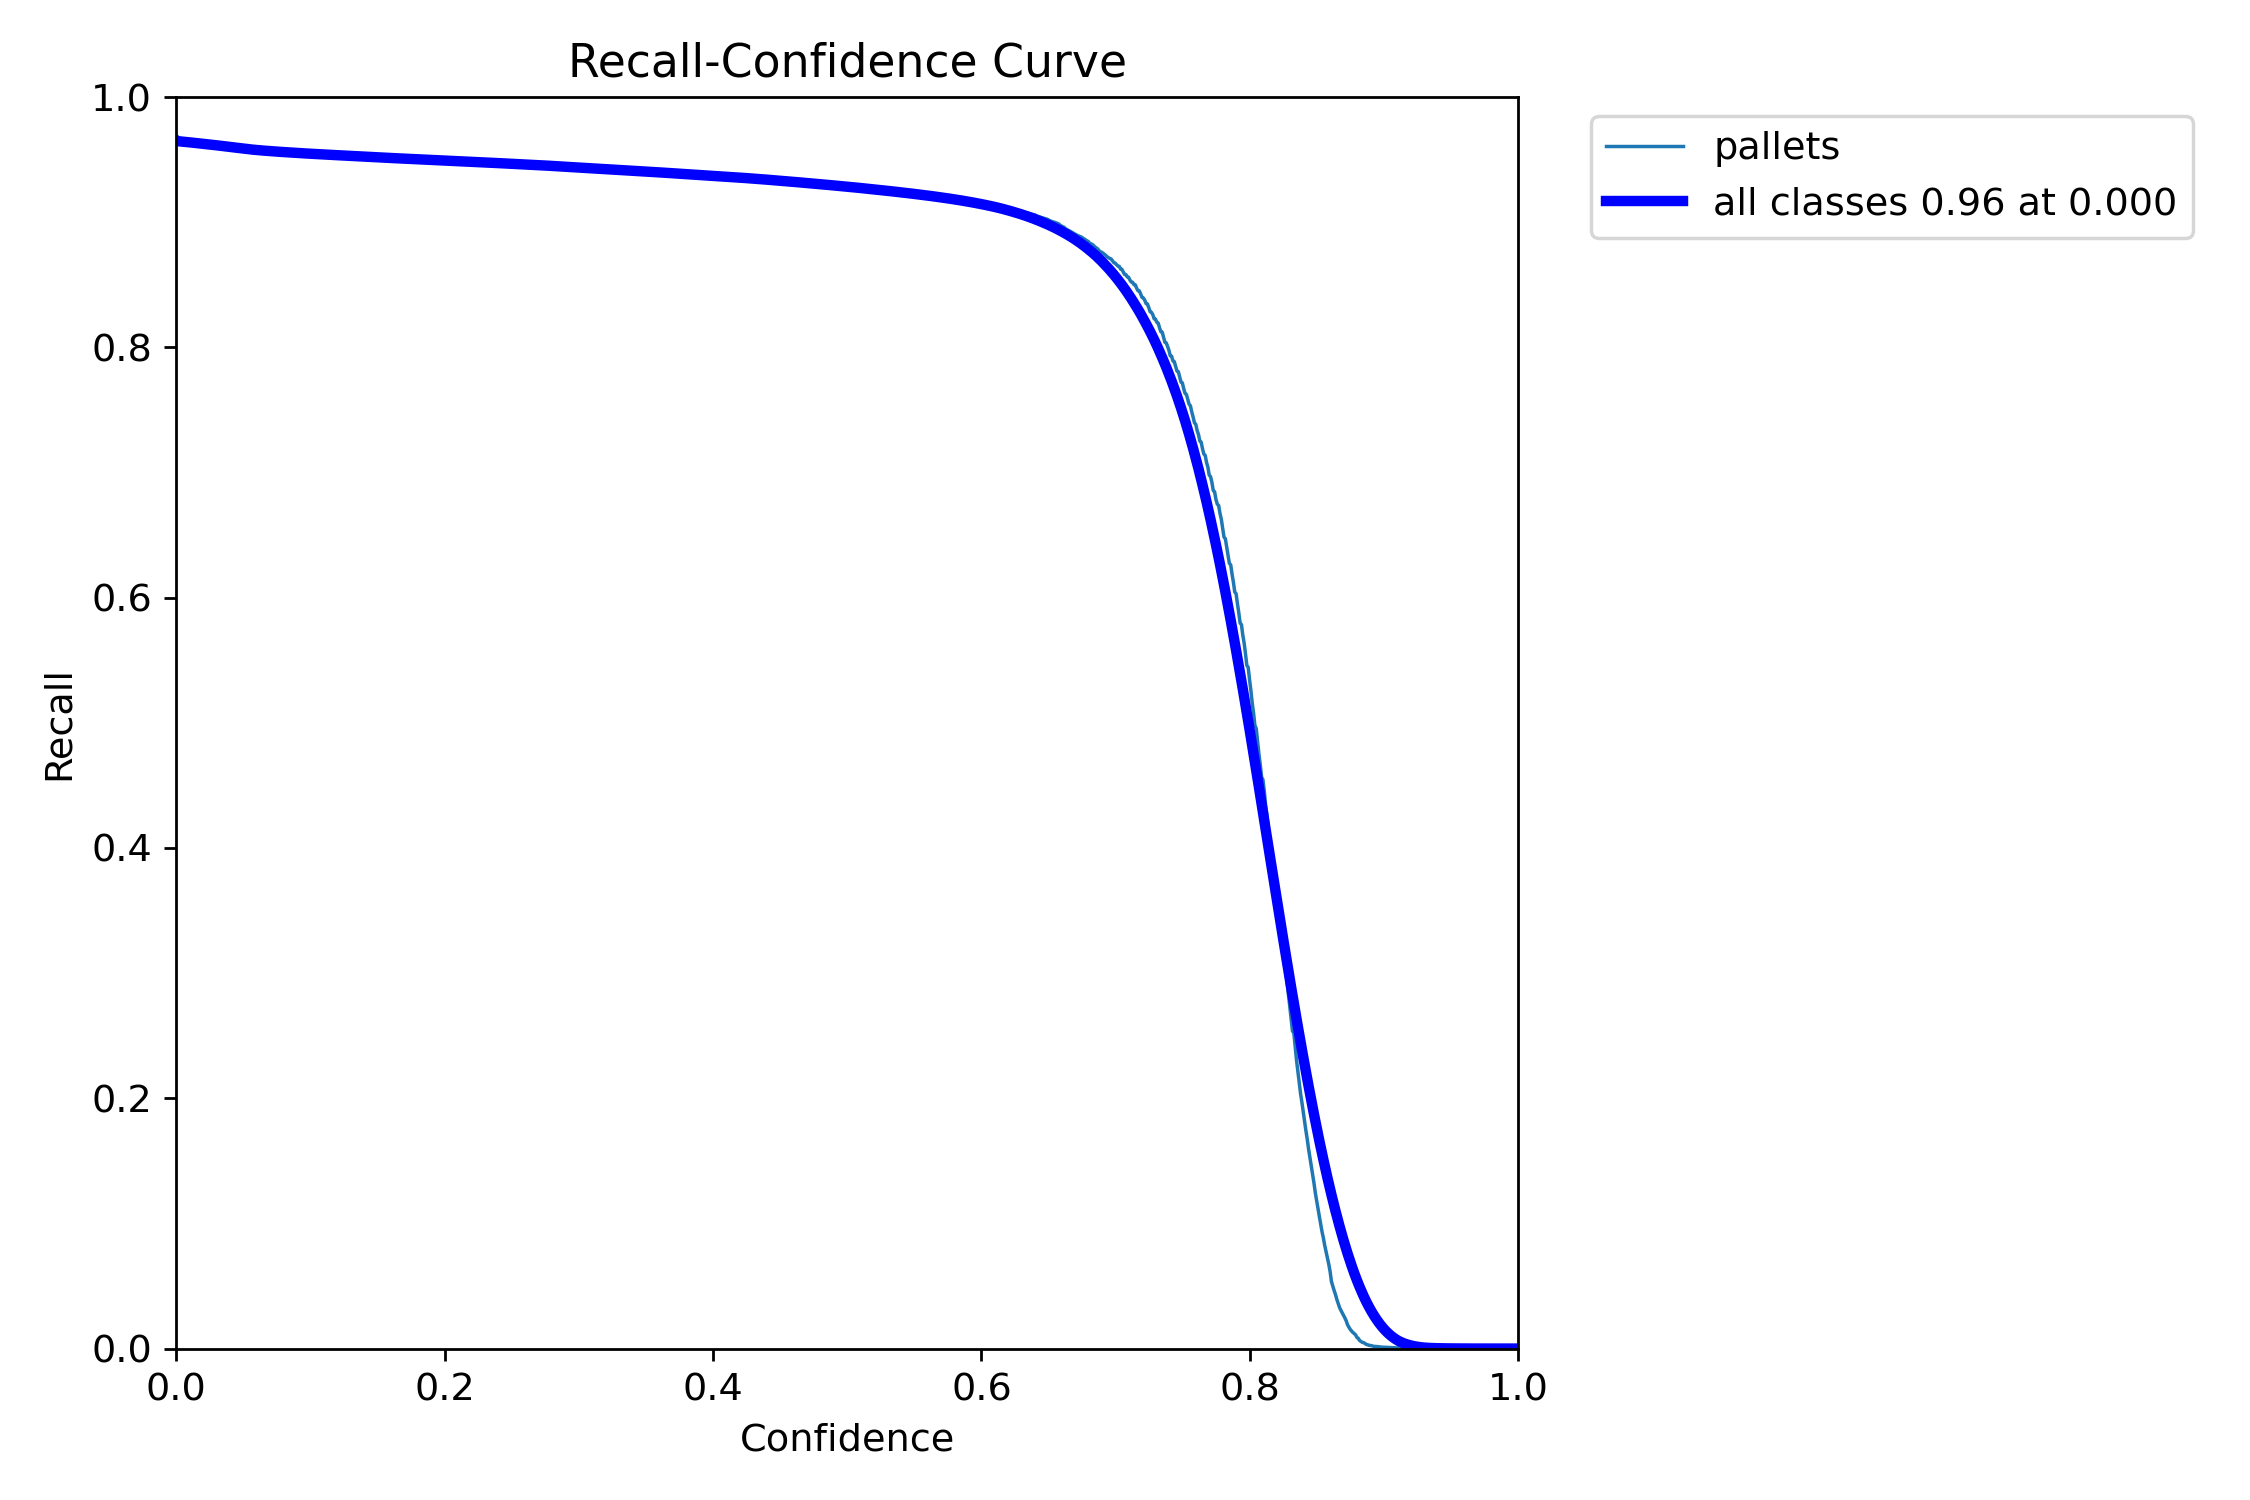 Recall-Confidence Curve
1.0
0.8
0.6
0.4
0.2
0.0
Recall
0.0 0.2 0.4 0.6 0.8 1.0
Confidence
pallets
all classes 0.96 at 0.000